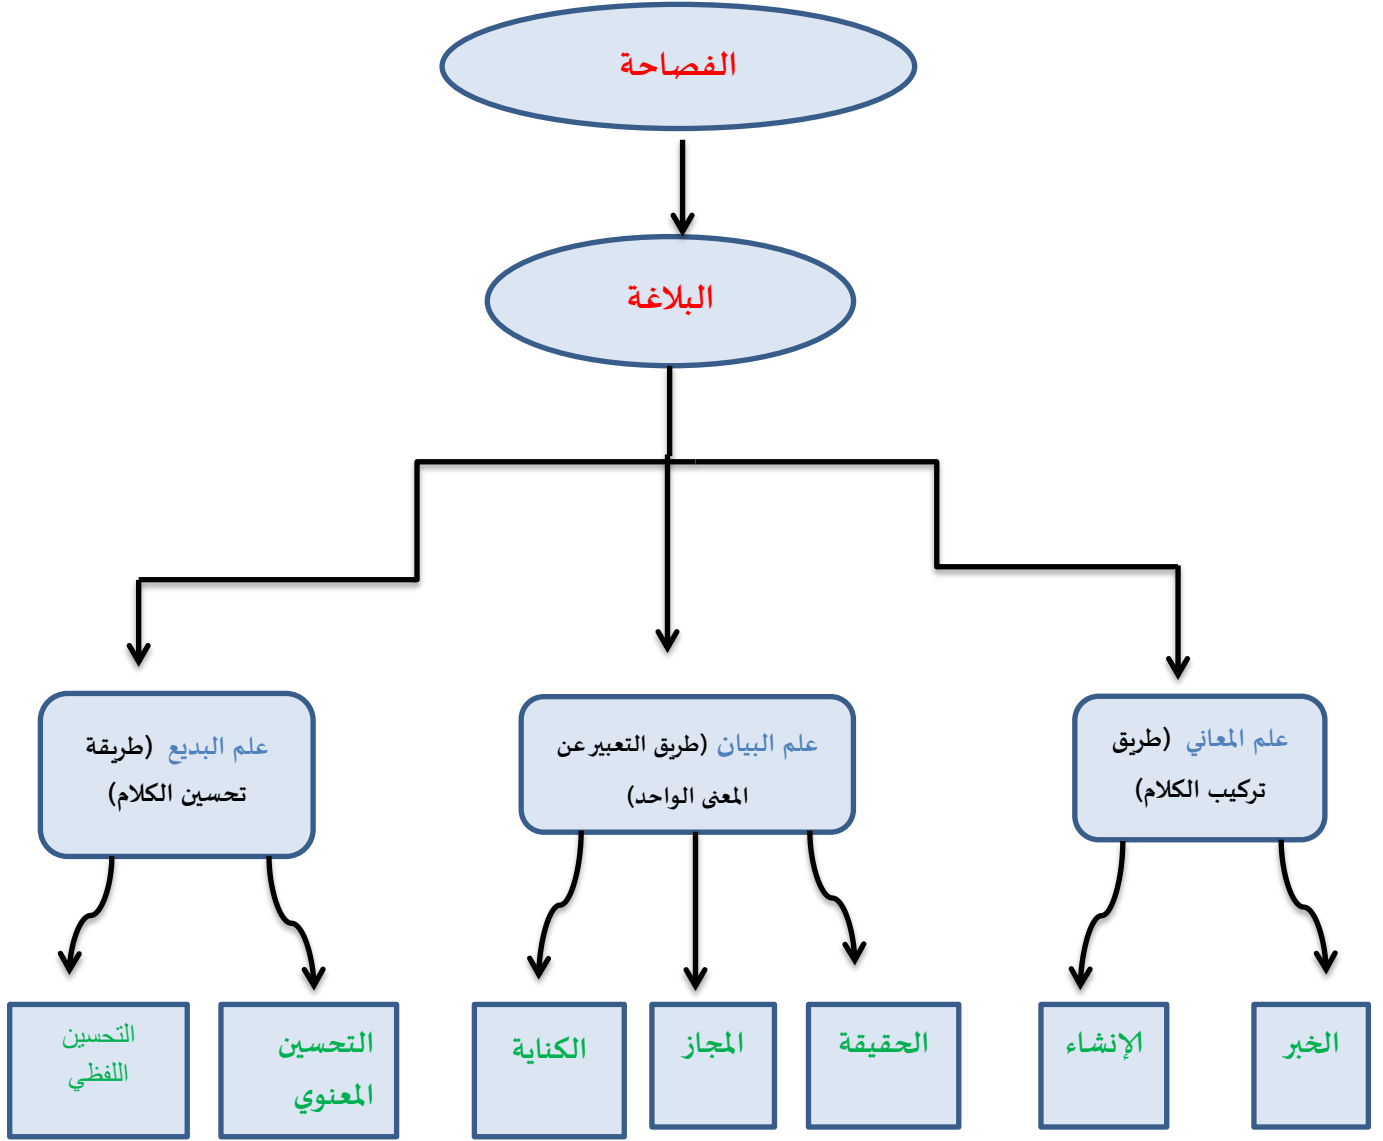 الفصاحة
البلاغة
علم المعاني (طريق
تركيب الكلام)
علم البيان (طريق التعبير عن
المعنى الواحد)
علم البديع (طريقة
تحسين الكلام)
الخبر
الإنشاء
الحقيقة
المجاز
الكناية
التحسين
المعنوي
التحسين
اللفظي